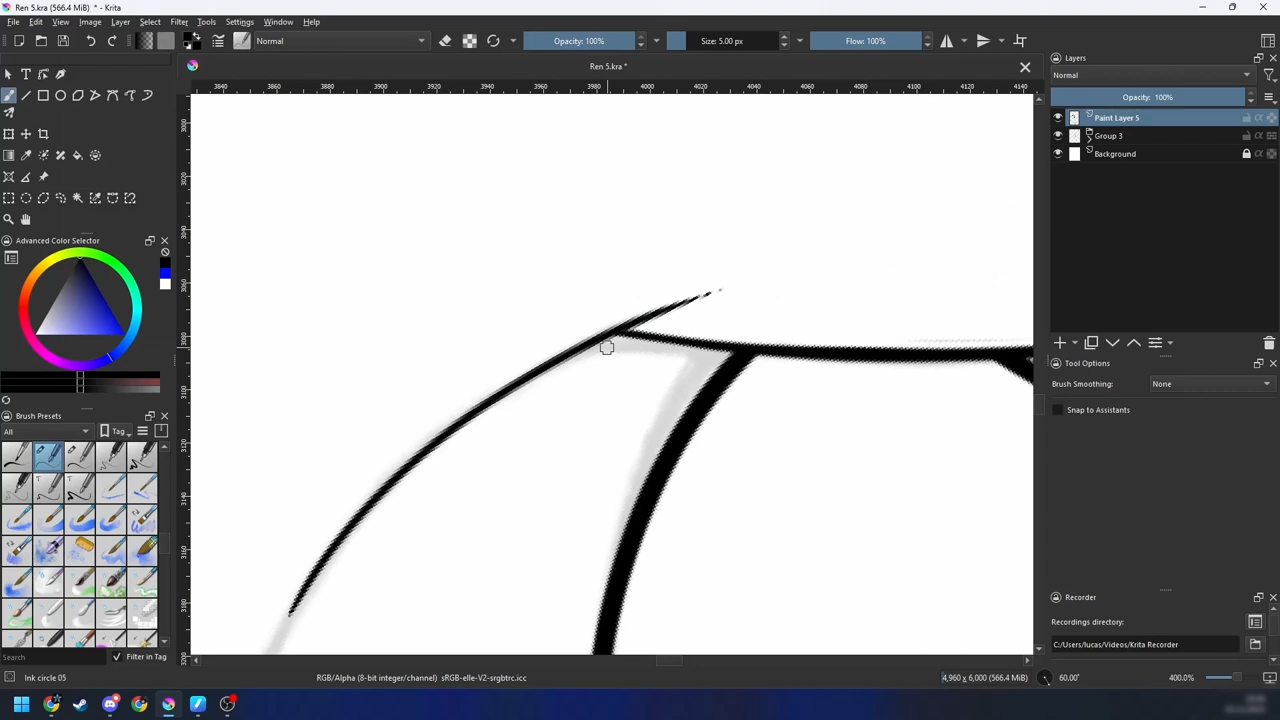 Ren 5.kra (566.4 MiB) * - Krita
File Edit View Image Layer Select Filter Tools Settings Window Help
Normal
Opacity: 100%
Size: 5.00 px
Flow: 100%
Ren 5.kra *
3840 3860 3880 3900 3920 3940 3960 3980 4000 4020 4040 4060 4080 4100 4120 4140
Layers
Normal
Opacity: 100%
Paint Layer 5
Group 3
Background
Advanced Color Selector
Tool Options
Brush Smoothing: None
Snap to Assistants
Brush Presets
All
Tag
Search
Filter in Tag
Recorder
Recordings directory:
C:/Users/lucas/Videos/Krita Recorder
Ink circle 05
RGB/Alpha (8-bit integer/channel) sRGB-elle-V2-srgbtrc.icc
4,960 x 6,000 (566.4 MiB)
60.00°
400.0%